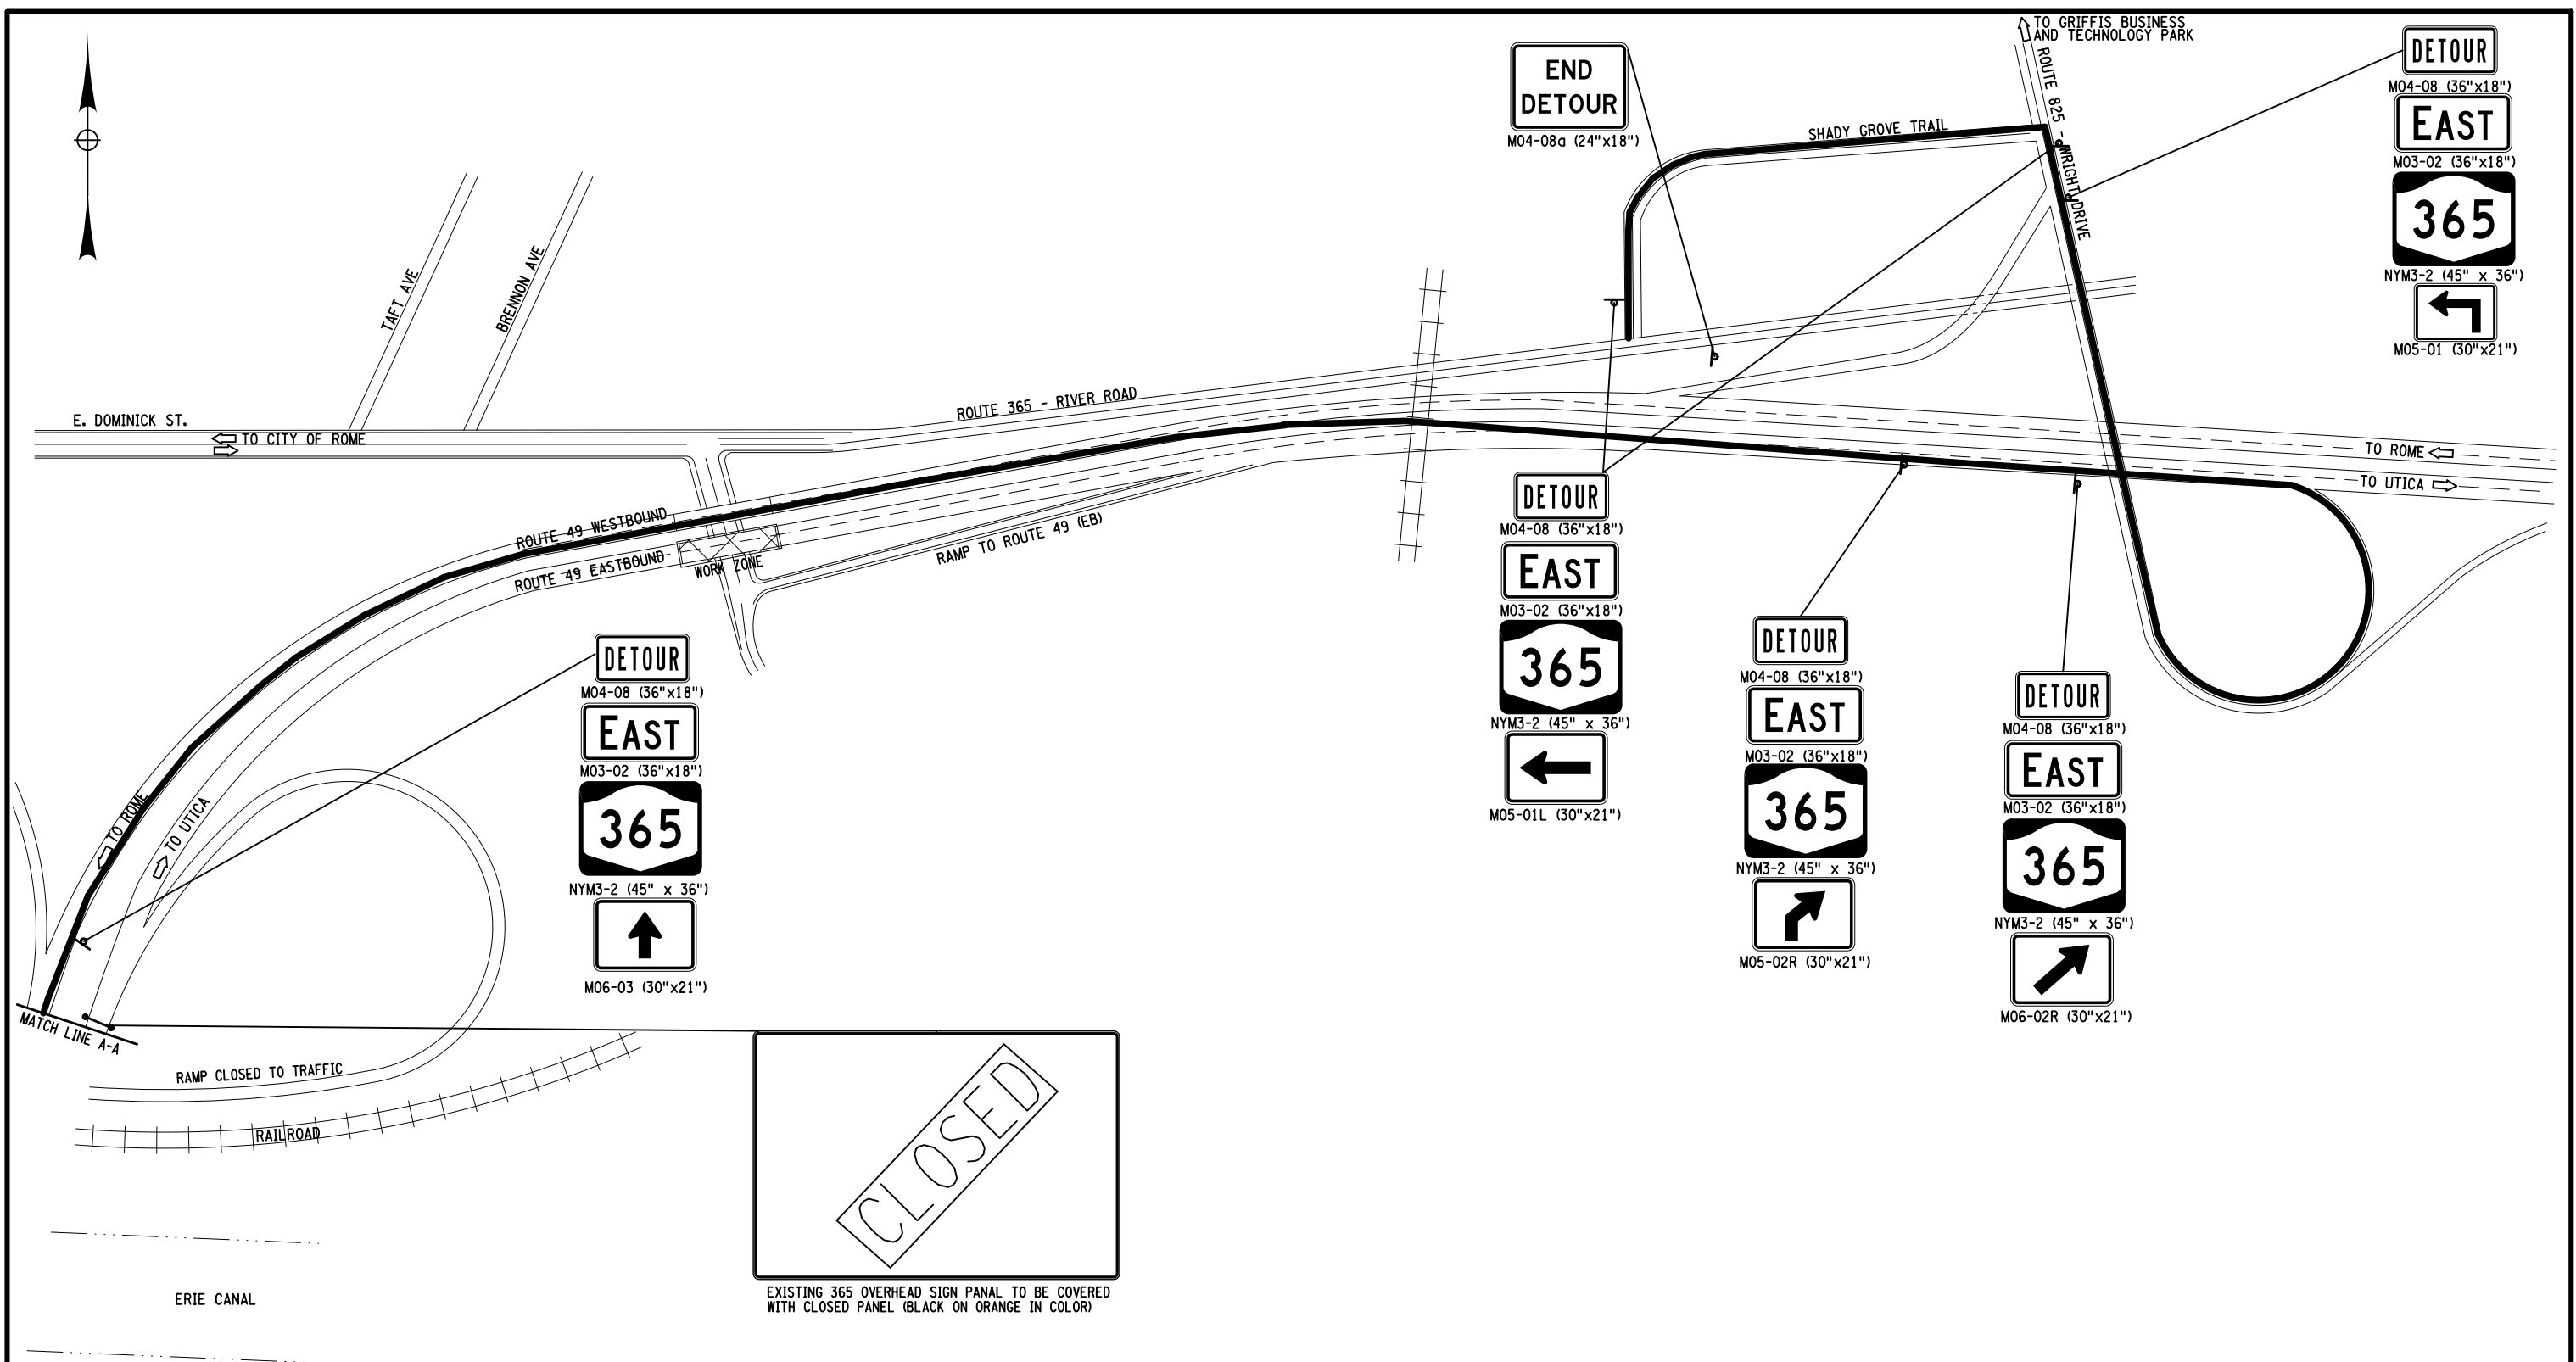 TO GRIFFIS BUSINESS
AND TECHNOLOGY PARK
ROUTE 825 - WRIGHT DRIVE
SHADY GROVE TRAIL
END
DETOUR
M04-08a (24"x18")
DETOUR
M04-08 (36"x18")
EAST
M03-02 (36"x18")
365
NYM3-2 (45" x 36")
M05-01 (30"x21")
TAFT AVE
BRENNON AVE
E. DOMINICK ST.
TO CITY OF ROME
ROUTE 365 - RIVER ROAD
TO ROME
TO UTICA
ROUTE 49 WESTBOUND
ROUTE 49 EASTBOUND
WORK ZONE
RAMP TO ROUTE 49 (EB)
DETOUR
M04-08 (36"x18")
EAST
M03-02 (36"x18")
365
NYM3-2 (45" x 36")
M06-03 (30"x21")
DETOUR
M04-08 (36"x18")
EAST
M03-02 (36"x18")
365
NYM3-2 (45" x 36")
M05-01L (30"x21")
DETOUR
M04-08 (36"x18")
EAST
M03-02 (36"x18")
365
NYM3-2 (45" x 36")
M05-02R (30"x21")
DETOUR
M04-08 (36"x18")
EAST
M03-02 (36"x18")
365
NYM3-2 (45" x 36")
M06-02R (30"x21")
TO ROME
TO UTICA
MATCH LINE A-A
RAMP CLOSED TO TRAFFIC
RAILROAD
CLOSED
EXISTING 365 OVERHEAD SIGN PANAL TO BE COVERED
WITH CLOSED PANEL (BLACK ON ORANGE IN COLOR)
ERIE CANAL